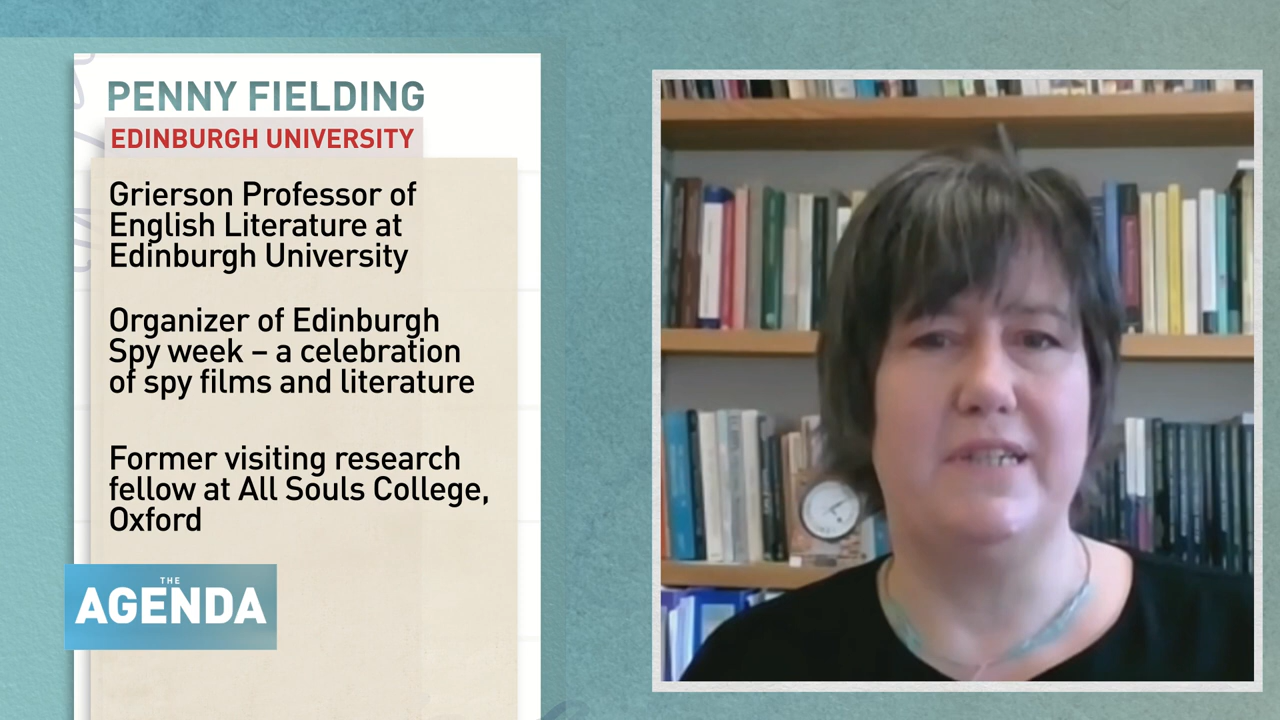 PENNY FIELDING
EDINBURGH UNIVERSITY
Grierson Professor of
English Literature at
Edinburgh University
Organizer of Edinburgh
Spy week – a celebration
of spy films and literature
Former visiting research
fellow at All Souls College,
Oxford
THE
AGENDA